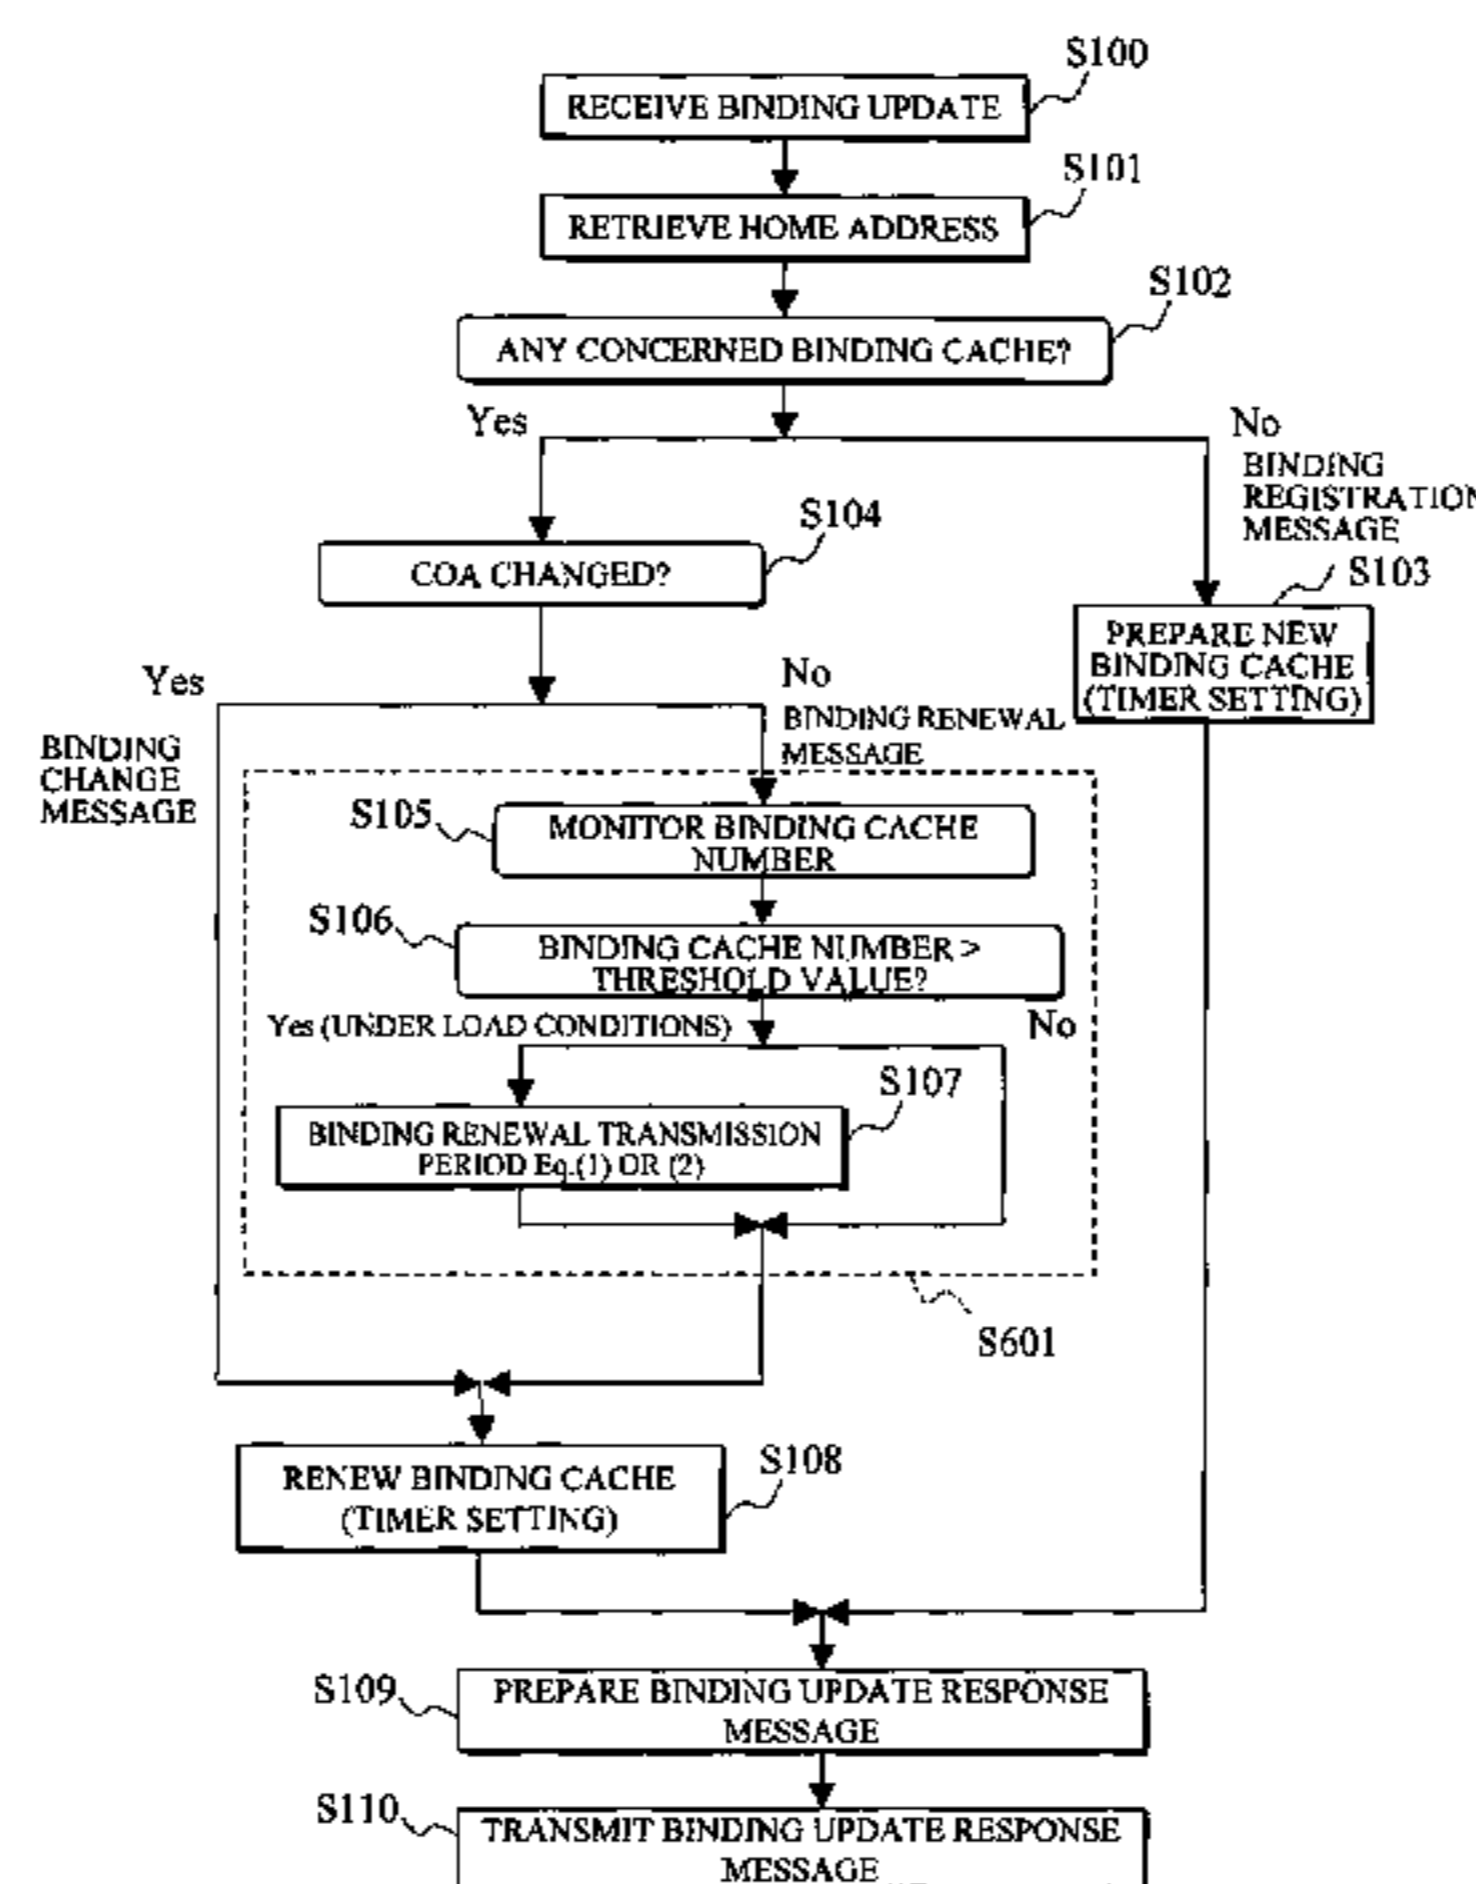 S100
RECEIVE BINDING UPDATE
S101
RETRIEVE HOME ADDRESS
S102
ANY CONCERNED BINDING CACHE?
Yes
No
BINDING
REGISTRATION
MESSAGE
S104
COA CHANGED?
S103
PREPARE NEW
BINDING CACHE
(TIMER SETTING)
Yes
No
BINDING RENEWAL
MESSAGE
BINDING
CHANGE
MESSAGE
S105
MONITOR BINDING CACHE
NUMBER
S106
BINDING CACHE NUMBER >
THRESHOLD VALUE?
Yes (UNDER LOAD CONDITIONS)
No
S107
BINDING RENEWAL TRANSMISSION
PERIOD Eq.(1) OR (2)
S601
RENEW BINDING CACHE
(TIMER SETTING)
S108
S109
PREPARE BINDING UPDATE RESPONSE
MESSAGE
S110
TRANSMIT BINDING UPDATE RESPONSE
MESSAGE